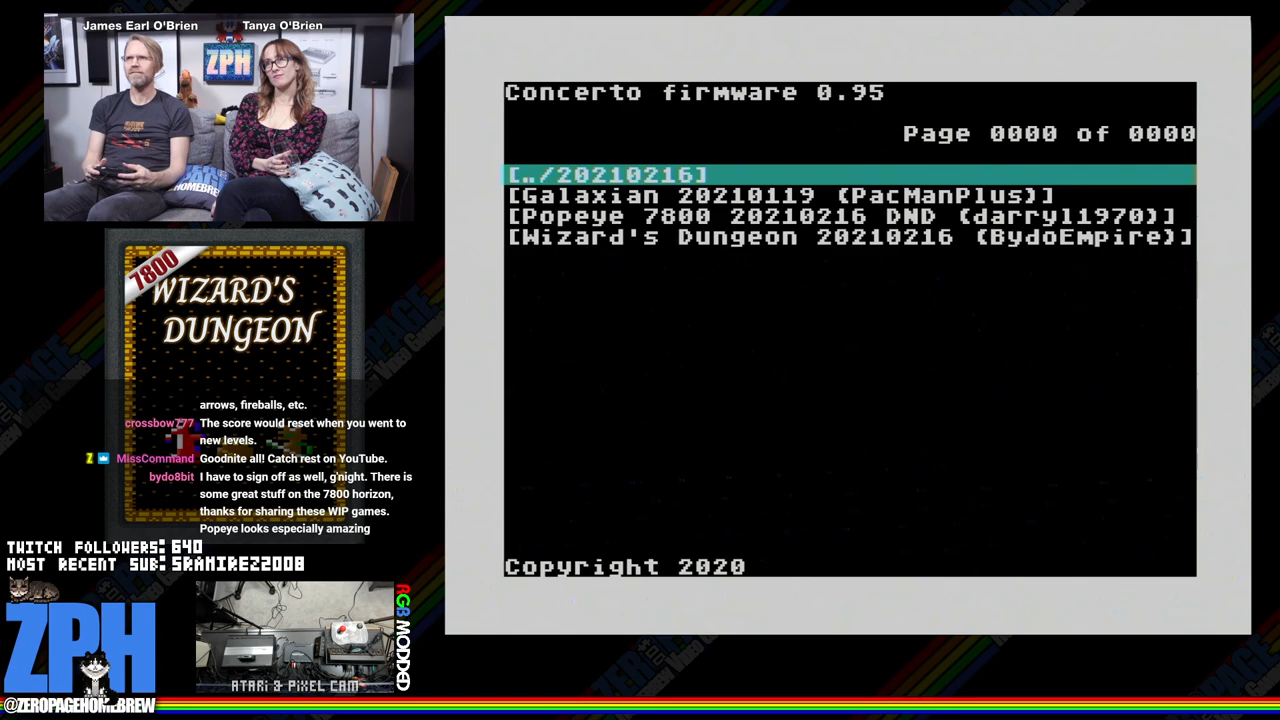 James Earl O'Brien
Tanya O'Brien
ZPH
HOMEBREW
Concerto firmware 0.95
Page 0000 of 0000
[../20210216]
[Galaxian 20210119 (PacManPlus)]
[Popeye 7800 20210216 DND (darryl1970)]
[Wizard's Dungeon 20210216 (BydoEmpire)]
Copyright 2020
7800
WIZARD'S
DUNGEON
arrows, fireballs, etc.
crossbow777 The score would reset when you went to
new levels.
Z MissCommand Goodnite all! Catch rest on YouTube.
bydo8bit I have to sign off as well, g'night. There is
some great stuff on the 7800 horizon,
thanks for sharing these WIP games.
Popeye looks especially amazing
TWITCH FOLLOWERS: 640
MOST RECENT SUB: SRAMIREZ2008
ZPH
@ZEROPAGEHOMEBREW
ATARI & PIXEL CAM
RGB MODDED